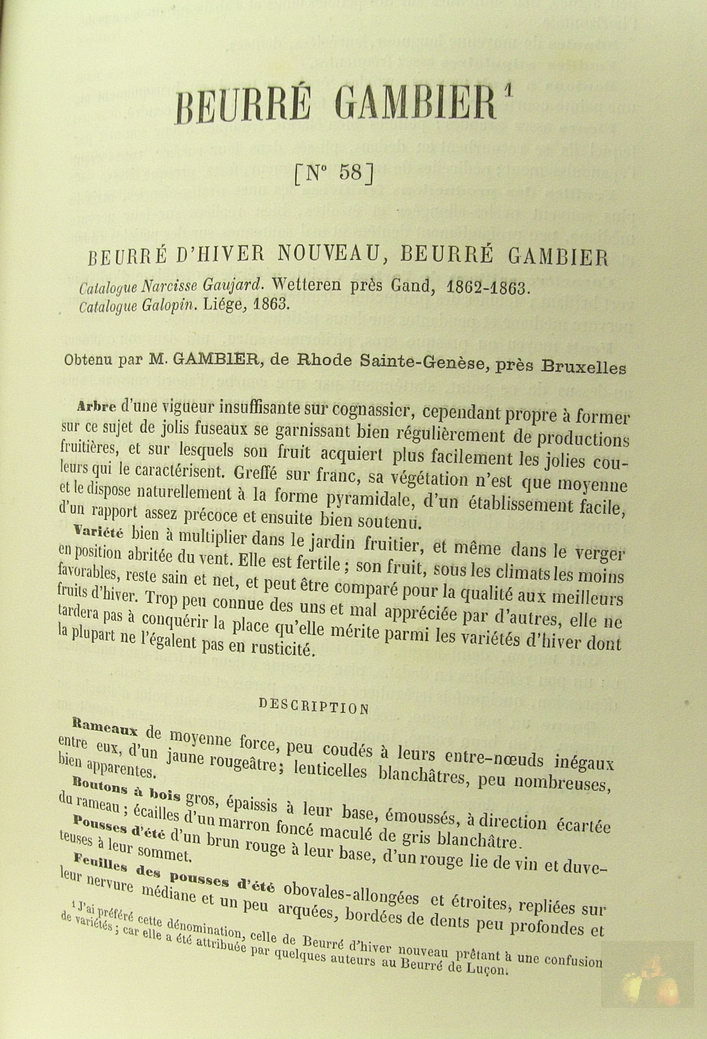 BEURRÉ GAMBIER¹
[N° 58]
BEURRÉ D'HIVER NOUVEAU, BEURRÉ GAMBIER
Catalogue Narcisse Gaujard. Wetteren près Gand, 1862-1863.
Catalogue Galopin. Liége, 1863.
Obtenu par M. GAMBIER, de Rhode Sainte-Genèse, près Bruxelles
Arbre d'une vigueur insuffisante sur cognassier, cependant propre à former
sur ce sujet de jolis fuseaux se garnissant bien régulièrement de productions
fruitières, et sur lesquels son fruit acquiert plus facilement les jolies cou-
leurs qui le caractérisent. Greffé sur franc, sa végétation n'est que moyenne
et le dispose naturellement à la forme pyramidale, d'un établissement facile,
d'un rapport assez précoce et ensuite bien soutenu.
Variété bien à multiplier dans le jardin fruitier, et même dans le verger
en position abritée du vent. Elle est fertile ; son fruit, sous les climats les moins
favorables, reste sain et net, et peut être comparé pour la qualité aux meilleurs
fruits d'hiver. Trop peu connue des uns et mal appréciée par d'autres, elle ne
tardera pas à conquérir la place qu'elle mérite parmi les variétés d'hiver dont
la plupart ne l'égalent pas en rusticité.
DESCRIPTION
Rameaux de moyenne force, peu coudés à leurs entre-nœuds inégaux
entre eux, d'un jaune rougeâtre ; lenticelles blanchâtres, peu nombreuses,
bien apparentes.
Boutons à bois gros, épaissis à leur base, émoussés, à direction écartée
du rameau ; écailles d'un marron foncé maculé de gris blanchâtre.
Pousses d'été d'un brun rouge à leur base, d'un rouge lie de vin et duve-
teuses à leur sommet.
Feuilles des pousses d'été obovales-allongées et étroites, repliées sur
leur nervure médiane et un peu arquées, bordées de dents peu profondes et
¹ J'ai préféré cette dénomination, celle de Beurré d'hiver nouveau prêtant à une confusion
de variétés ; car elle a été attribuée par quelques auteurs au Beurré de Luçon.